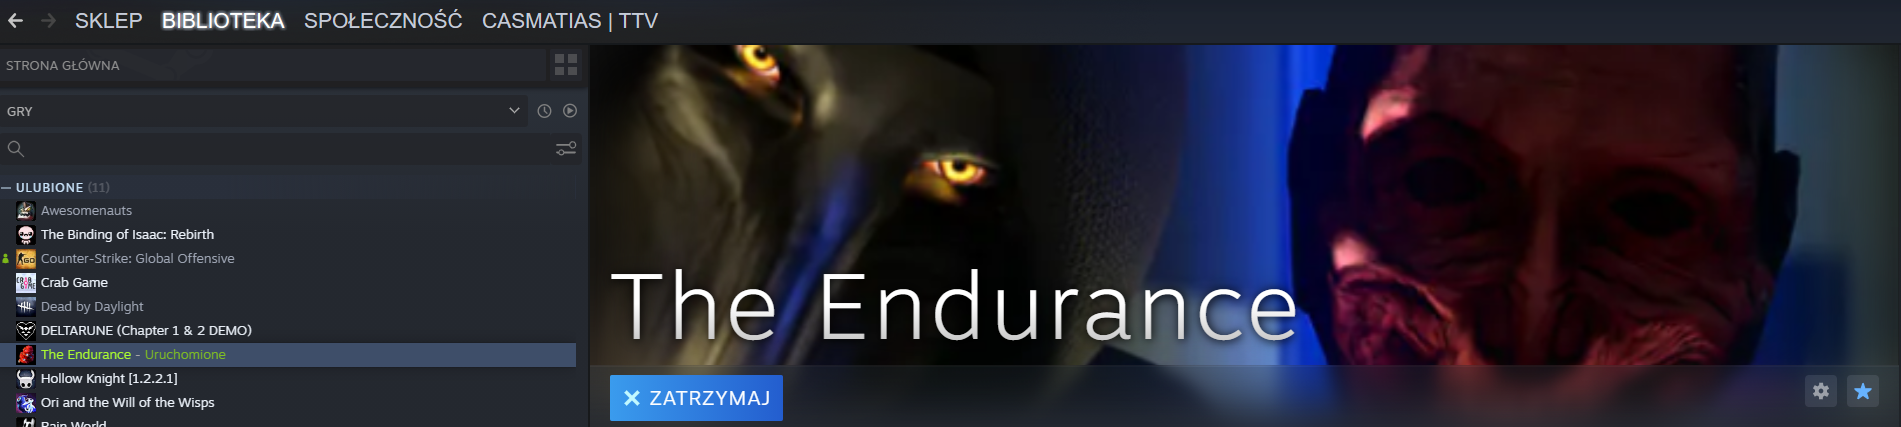 SKLEP BIBLIOTEKA SPOŁECZNOŚĆ CASMATIAS | TTV
STRONA GŁÓWNA
GRY
— ULUBIONE (11)
Awesomenauts
The Binding of Isaac: Rebirth
Counter-Strike: Global Offensive
Crab Game
Dead by Daylight
DELTARUNE (Chapter 1 & 2 DEMO)
The Endurance - Uruchomione
Hollow Knight [1.2.2.1]
Ori and the Will of the Wisps
Rain World
The Endurance
ZATRZYMAJ